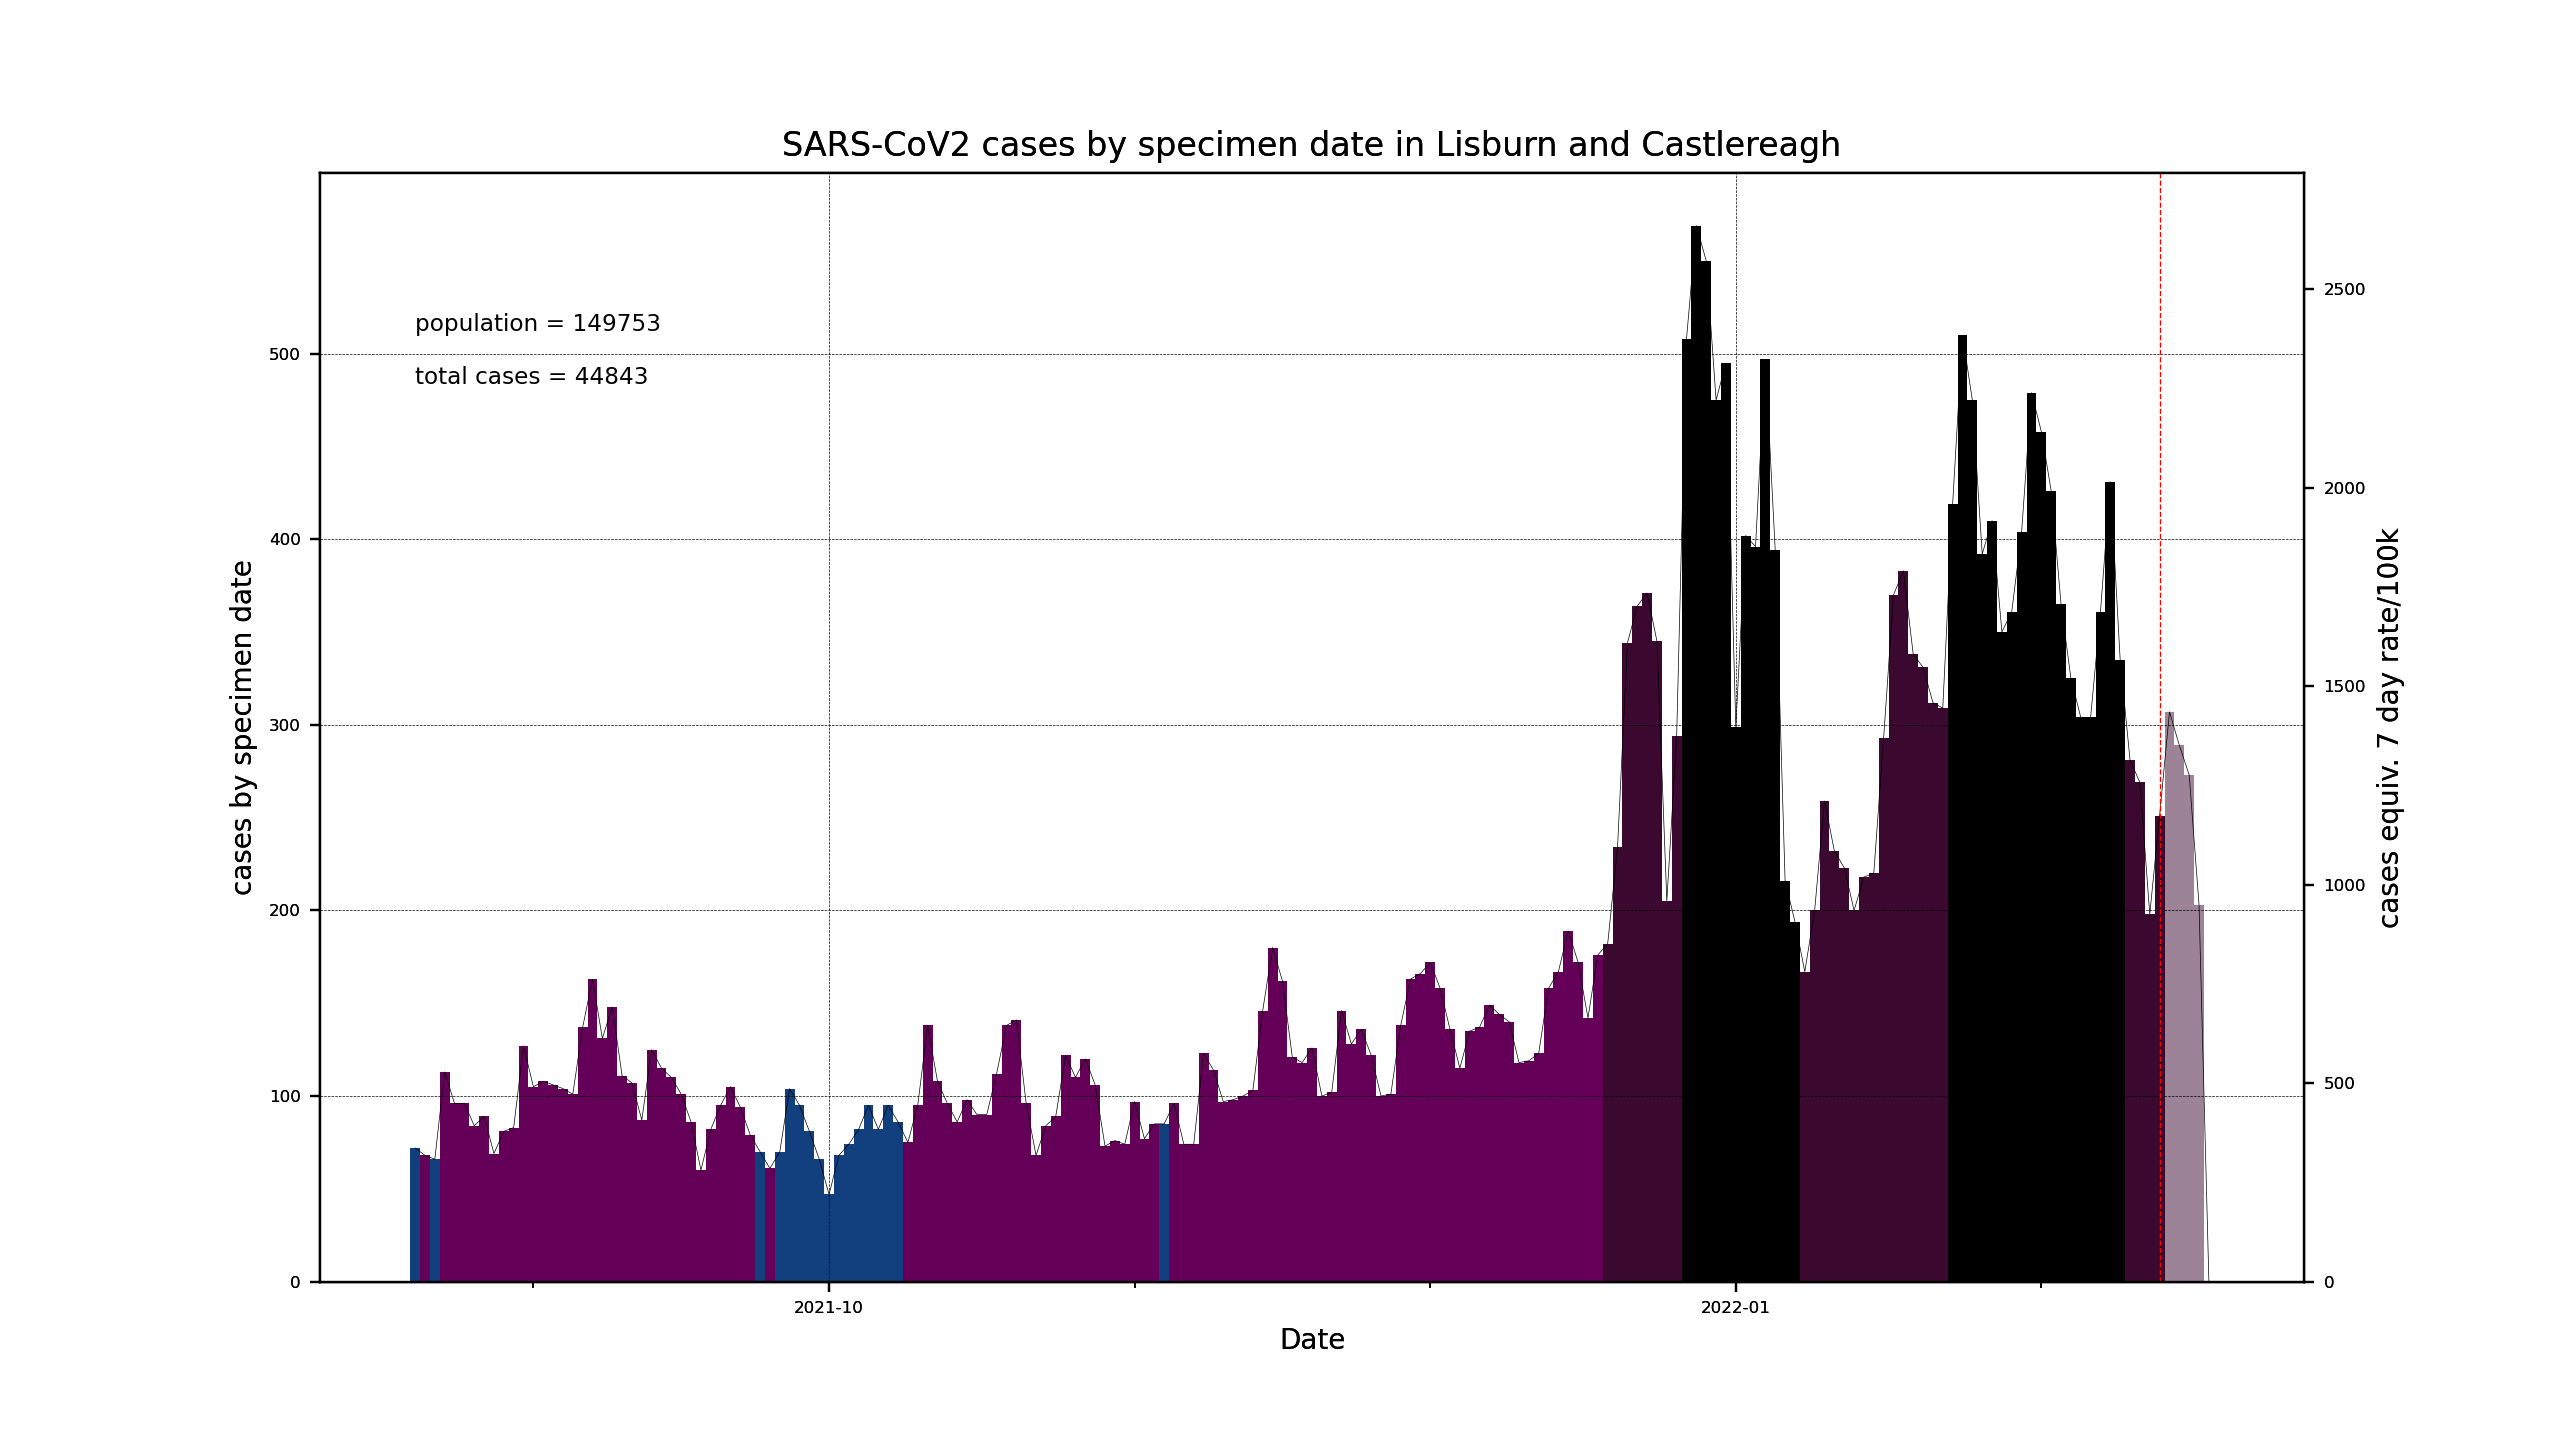 SARS-CoV2 cases by specimen date in Lisburn and Castlereagh
population = 149753
total cases = 44843
cases by specimen date
500
400
300
200
100
0
2500
2000
1500
1000
500
0
cases equiv. 7 day rate/100k
2021-10
2022-01
Date